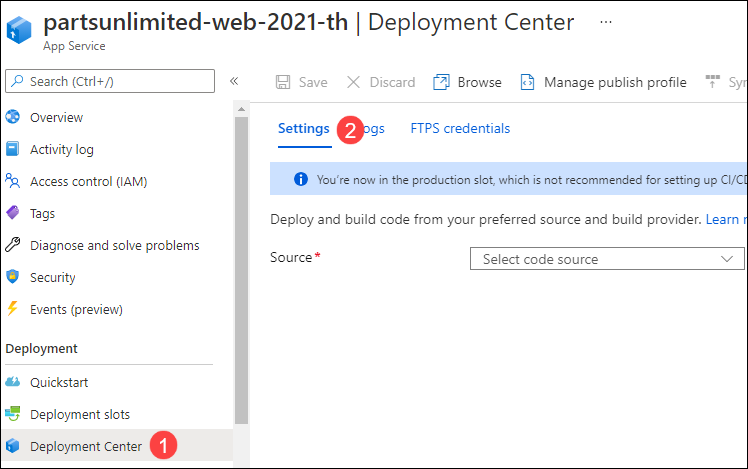 partsunlimited-web-2021-th | Deployment Center ...
App Service
Search (Ctrl+/)
«
Save
Discard
Browse
Manage publish profile
Overview
Activity log
Access control (IAM)
Tags
Diagnose and solve problems
Security
Events (preview)
Deployment
Quickstart
Deployment slots
Deployment Center 1
Settings 2 ogs FTPS credentials
You're now in the production slot, which is not recommended for setting up CI/CD
Deploy and build code from your preferred source and build provider. Learn
Source * Select code source